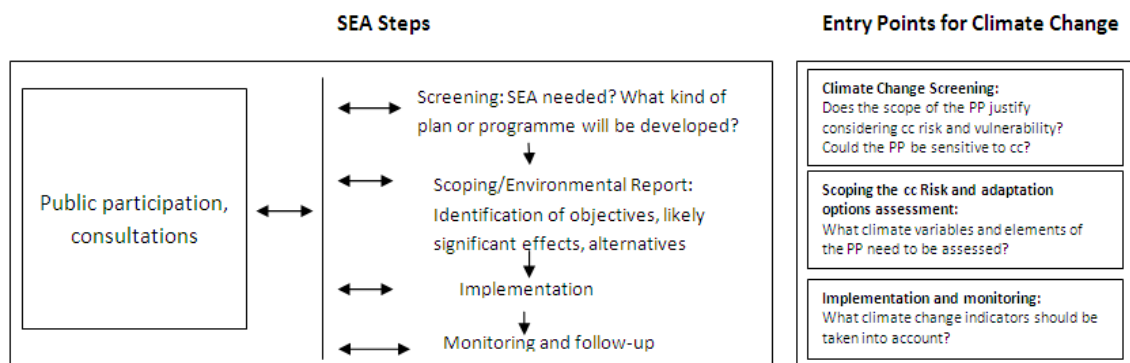 SEA Steps
Entry Points for Climate Change
Public participation,
consultations
Screening: SEA needed? What kind of
plan or programme will be developed?
Scoping/Environmental Report:
Identification of objectives, likely
significant effects, alternatives
Implementation
Monitoring and follow-up
Climate Change Screening:
Does the scope of the PP justify
considering cc risk and vulnerability?
Could the PP be sensitive to cc?
Scoping the cc Risk and adaptation
options assessment:
What climate variables and elements of
the PP need to be assessed?
Implementation and monitoring:
What climate change indicators should be
taken into account?